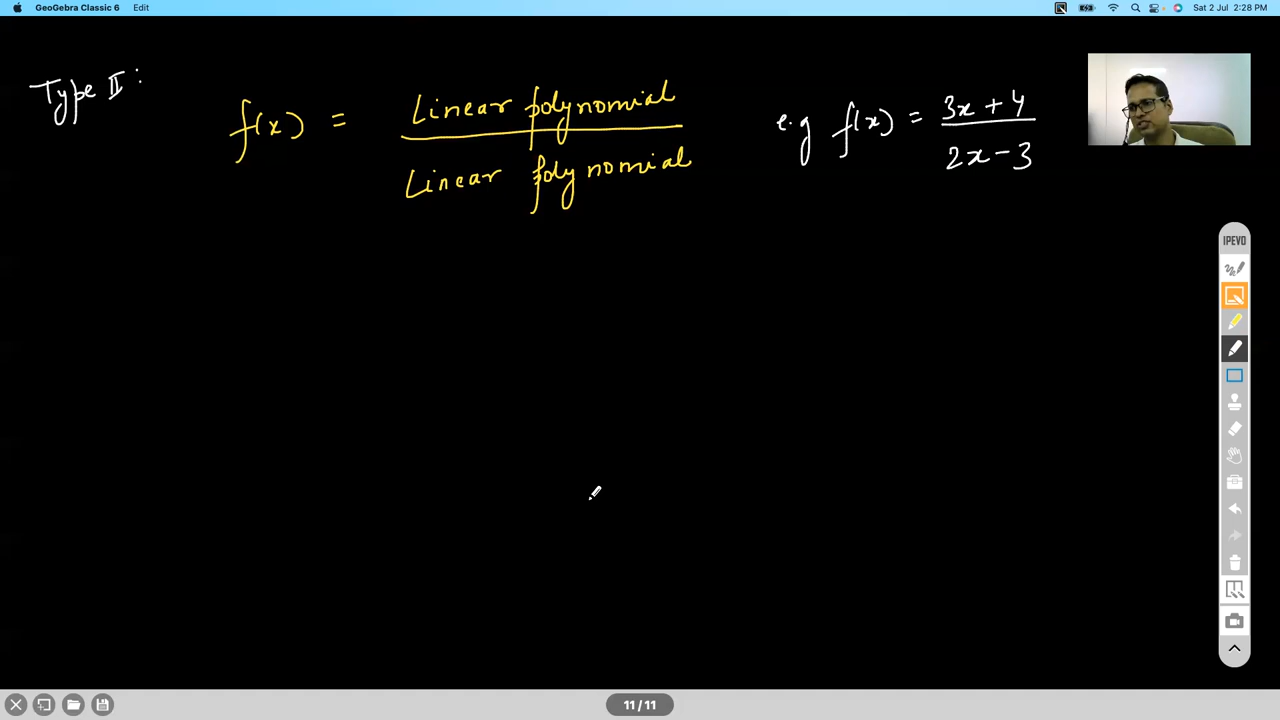 GeoGebra Classic 6 Edit Sat 2 Jul 2:28 PM
Type II :
f(x) = Linear polynomial / Linear polynomial
e.g f(x) = 3x + 4 / 2x - 3
IPEVO
11 / 11